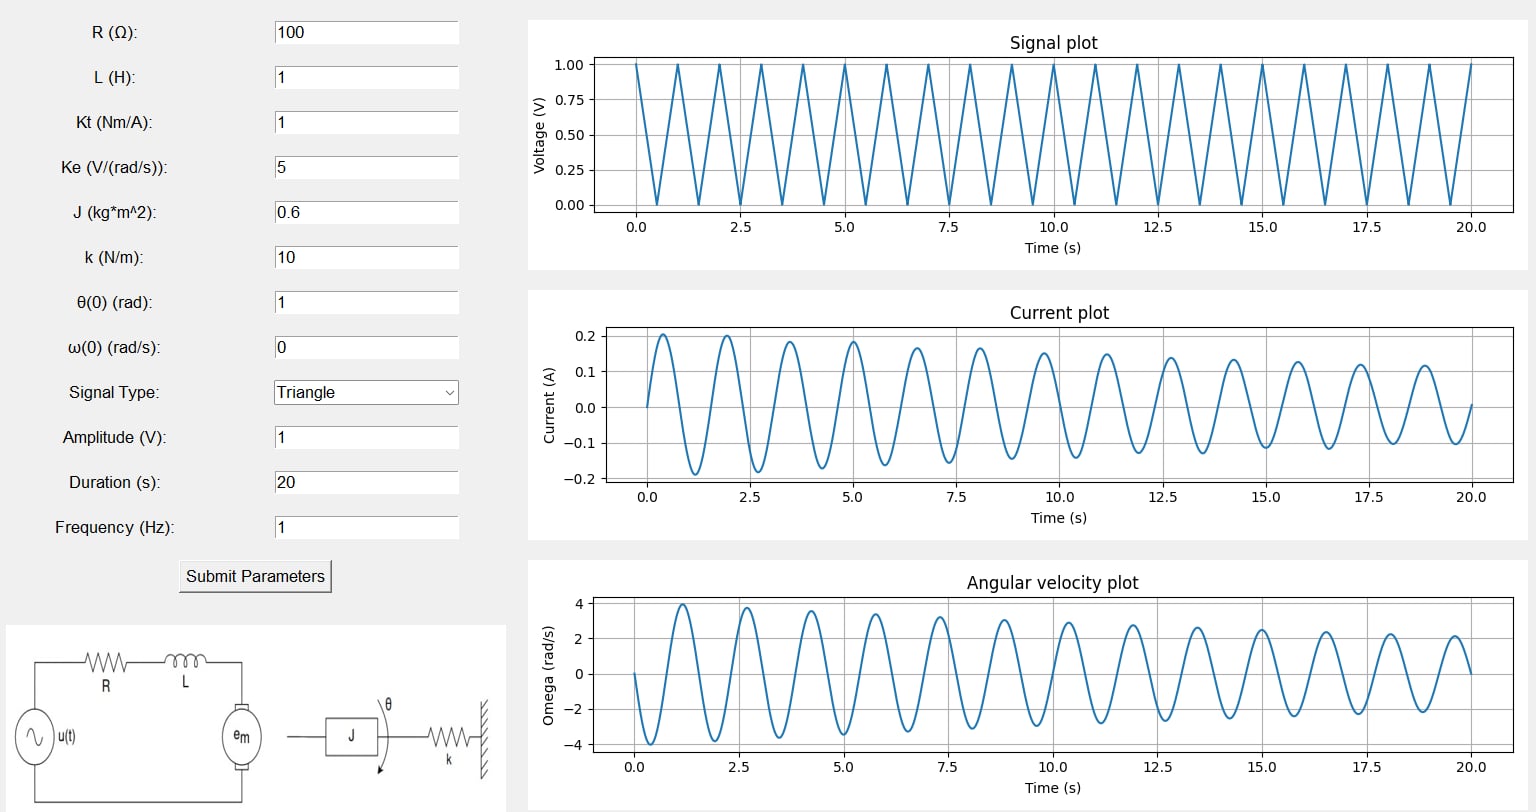 R (Ω):
100
L (H):
1
Kt (Nm/A):
1
Ke (V/(rad/s)):
5
J (kg*m^2):
0.6
k (N/m):
10
θ(0) (rad):
1
ω(0) (rad/s):
0
Signal Type:
Triangle
Amplitude (V):
1
Duration (s):
20
Frequency (Hz):
1
Submit Parameters
R
L
u(t)
em
J
θ
k
Signal plot
Voltage (V)
1.00
0.75
0.50
0.25
0.00
0.0 2.5 5.0 7.5 10.0 12.5 15.0 17.5 20.0
Time (s)
Current plot
Current (A)
0.2
0.1
0.0
−0.1
−0.2
0.0 2.5 5.0 7.5 10.0 12.5 15.0 17.5 20.0
Time (s)
Angular velocity plot
Omega (rad/s)
4
2
0
−2
−4
0.0 2.5 5.0 7.5 10.0 12.5 15.0 17.5 20.0
Time (s)